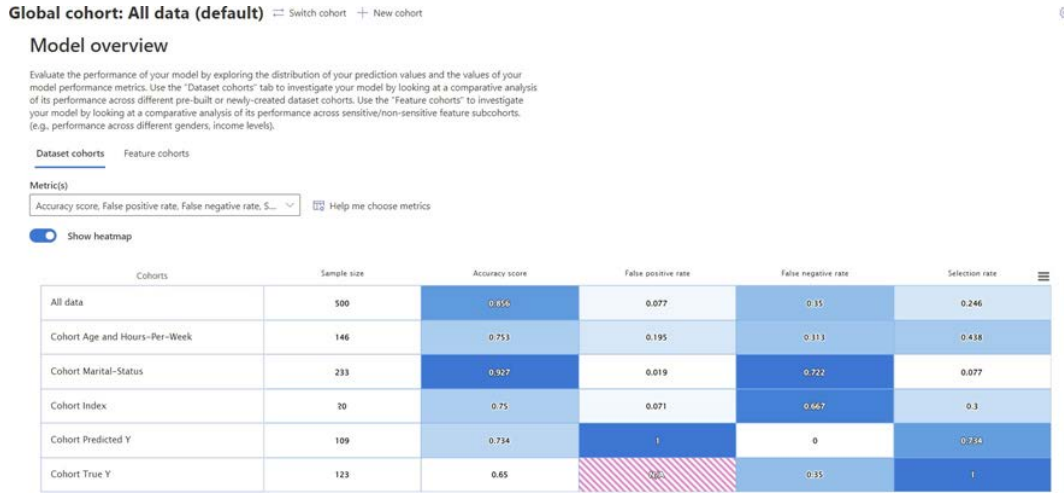 Global cohort: All data (default) Switch cohort + New cohort
Model overview
Evaluate the performance of your model by exploring the distribution of your prediction values and the values of your
model performance metrics. Use the "Dataset cohorts" tab to investigate your model by looking at a comparative analysis
of its performance across different pre-built or newly-created dataset cohorts. Use the "Feature cohorts" to investigate
your model by looking at a comparative analysis of its performance across sensitive/non-sensitive feature subcohorts.
(e.g., performance across different genders, income levels).
Dataset cohorts Feature cohorts
Metric(s)
Accuracy score, False positive rate, False negative rate, S... Help me choose metrics
Show heatmap
Cohorts Sample size Accuracy score False positive rate False negative rate Selection rate
All data 500 0.856 0.077 0.35 0.246
Cohort Age and Hours-Per-Week 146 0.753 0.195 0.313 0.438
Cohort Marital-Status 233 0.927 0.019 0.722 0.077
Cohort Index 20 0.75 0.071 0.667 0.3
Cohort Predicted Y 109 0.734 1 0 0.734
Cohort True Y 123 0.65 N/A 0.35 1